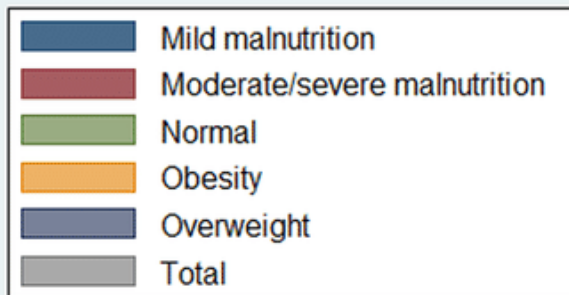 Mild malnutrition
Moderate/severe malnutrition
Normal
Obesity
Overweight
Total